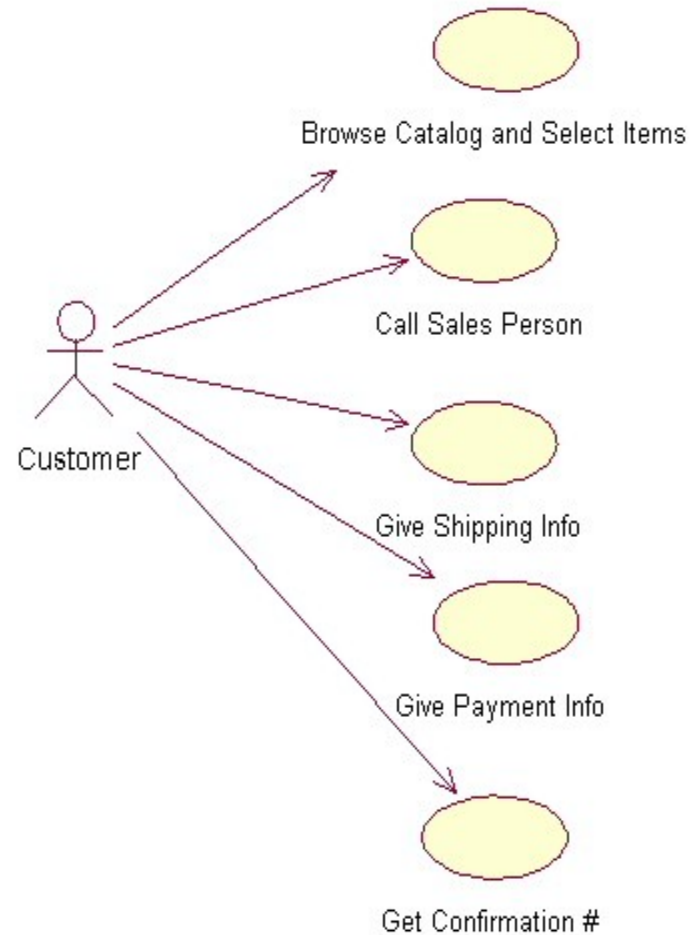 Browse Catalog and Select Items
Call Sales Person
Customer
Give Shipping Info
Give Payment Info
Get Confirmation #